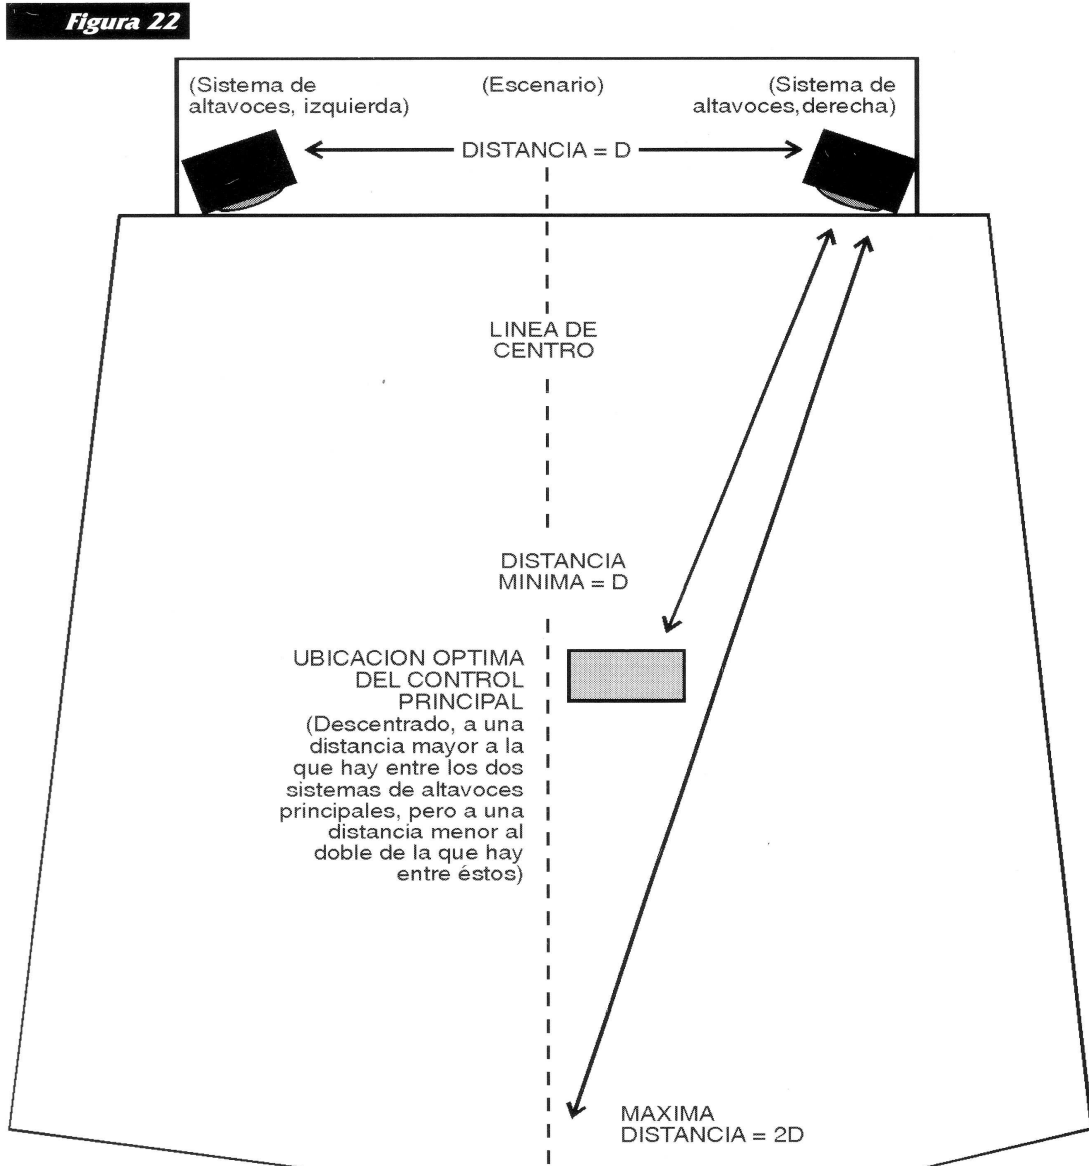 Figura 22
(Sistema de
altavoces, izquierda)
(Escenario)
(Sistema de
altavoces,derecha)
DISTANCIA = D
LINEA DE
CENTRO
DISTANCIA
MINIMA = D
UBICACION OPTIMA
DEL CONTROL
PRINCIPAL
(Descentrado, a una
distancia mayor a la
que hay entre los dos
sistemas de altavoces
principales, pero a una
distancia menor al
doble de la que hay
entre éstos)
MAXIMA
DISTANCIA = 2D